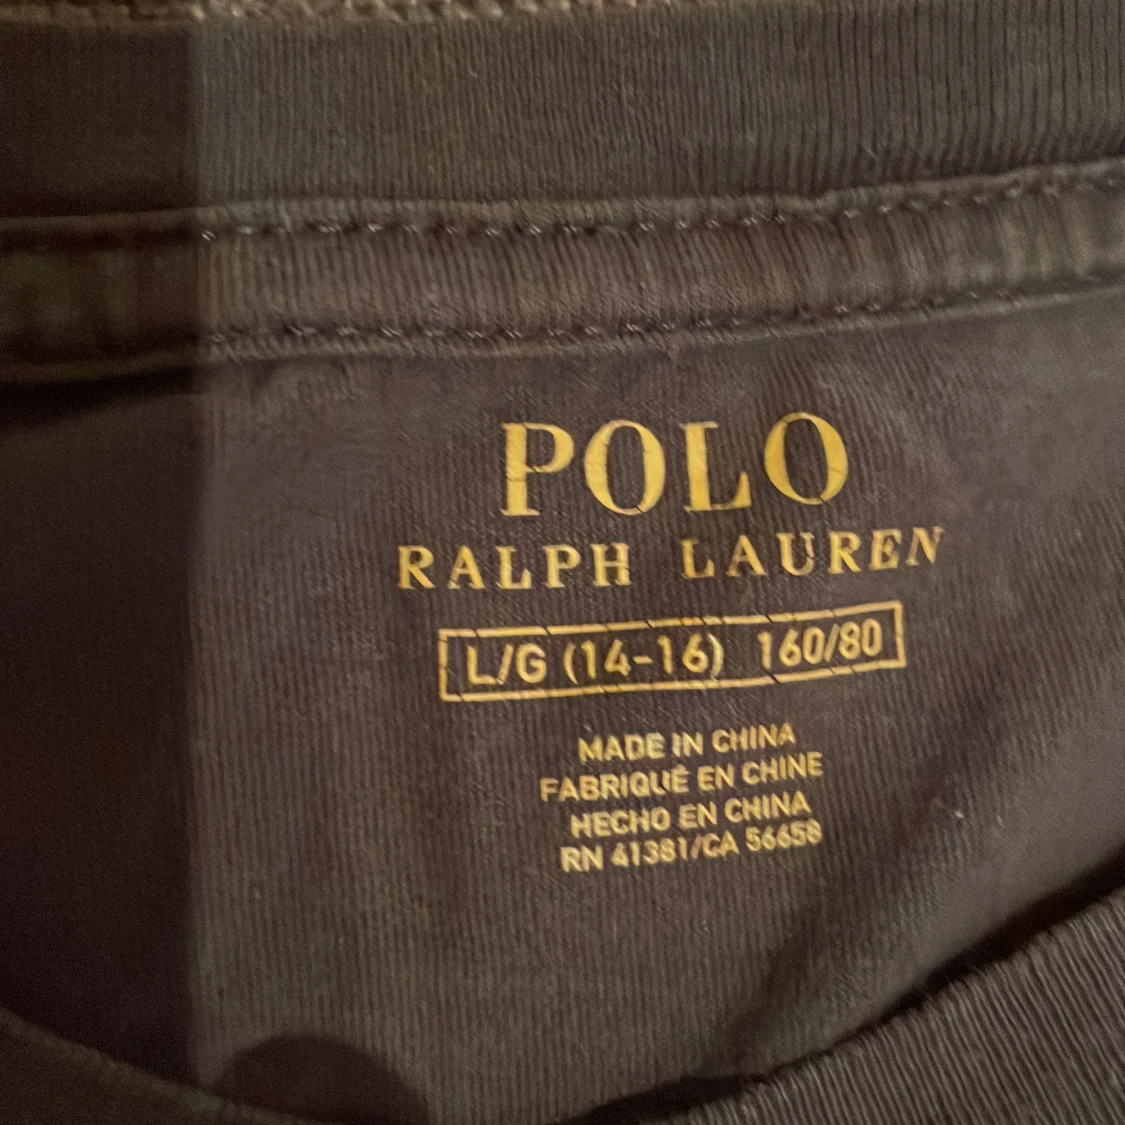 POLO
RALPH LAUREN
L/G (14-16) 160/80
MADE IN CHINA
FABRIQUÉ EN CHINE
HECHO EN CHINA
RN 41381/CA 56658